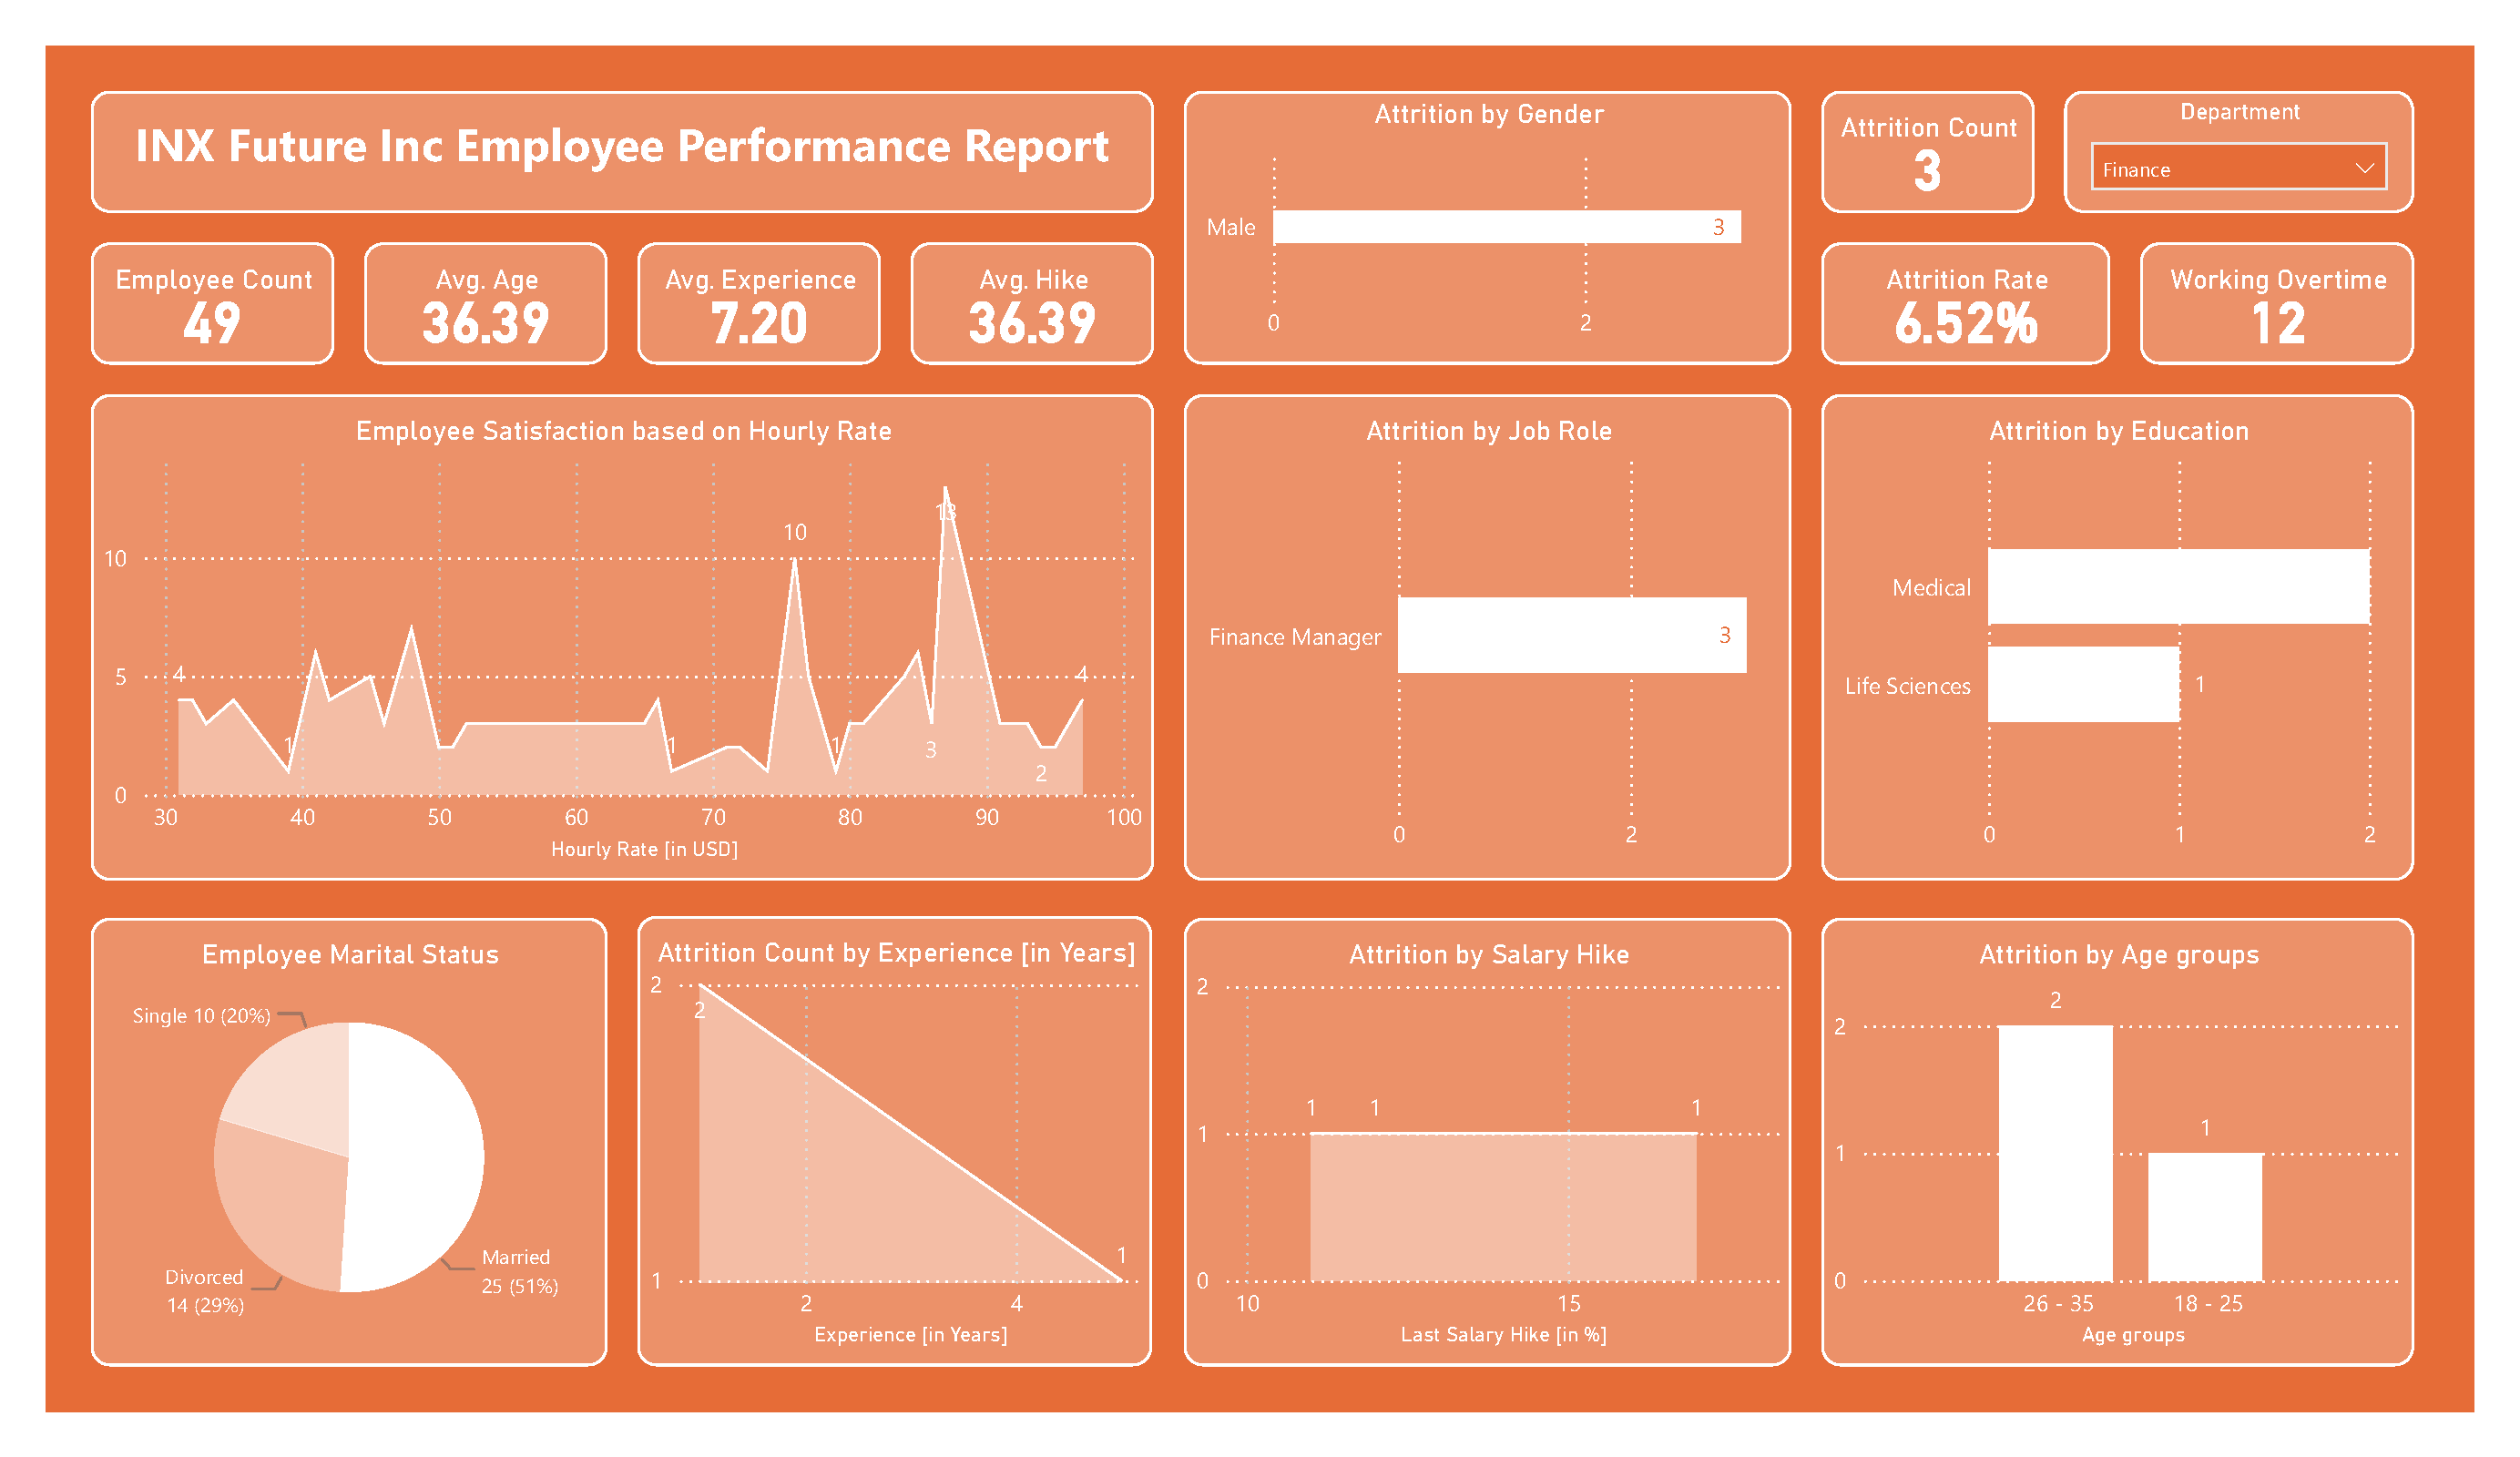 INX Future Inc Employee Performance Report
Attrition by Gender
Male
3
0 2
Attrition Count
3
Department
Finance
Employee Count
49
Avg. Age
36.39
Avg. Experience
7.20
Avg. Hike
36.39
Attrition Rate
6.52%
Working Overtime
12
Employee Satisfaction based on Hourly Rate
13
10
10
5 4 4
1 1 1 3
2
0
30 40 50 60 70 80 90 100
Hourly Rate [in USD]
Attrition by Job Role
Finance Manager 3
0 2
Attrition by Education
Medical
Life Sciences 1
0 1 2
Employee Marital Status
Single 10 (20%)
Married
25 (51%)
Divorced
14 (29%)
Attrition Count by Experience [in Years]
2
2
1
1
2 4
Experience [in Years]
Attrition by Salary Hike
2
1 1 1
1
0
10 15
Last Salary Hike [in %]
Attrition by Age groups
2
2
1
1
0
26 - 35 18 - 25
Age groups